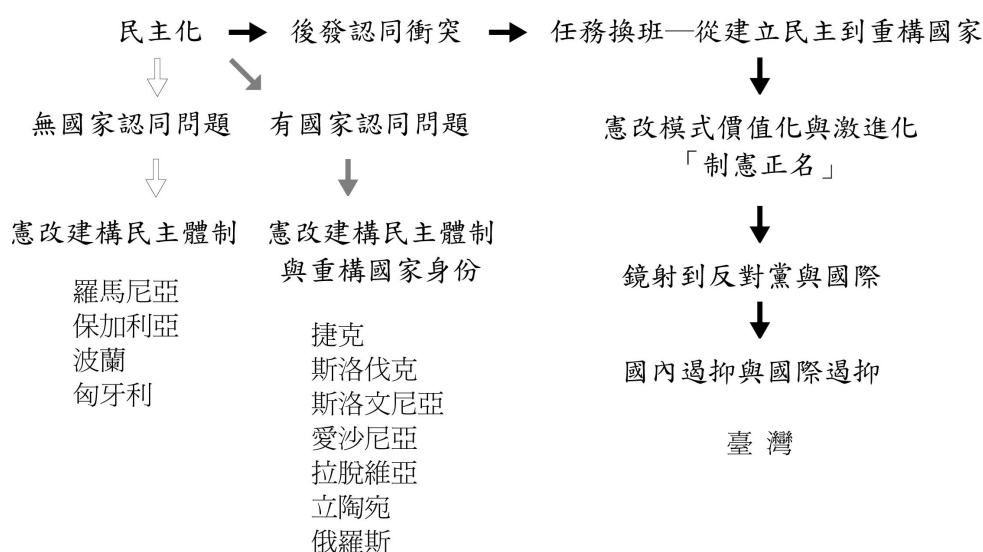 民主化 → 後發認同衝突 → 任務換班─從建立民主到重構國家
無國家認同問題
有國家認同問題
憲改模式價值化與激進化
「制憲正名」
憲改建構民主體制
憲改建構民主體制
與重構國家身份
鏡射到反對黨與國際
羅馬尼亞
保加利亞
波蘭
匈牙利
捷克
斯洛伐克
斯洛文尼亞
愛沙尼亞
拉脫維亞
立陶宛
俄羅斯
國內遏抑與國際遏抑
臺灣